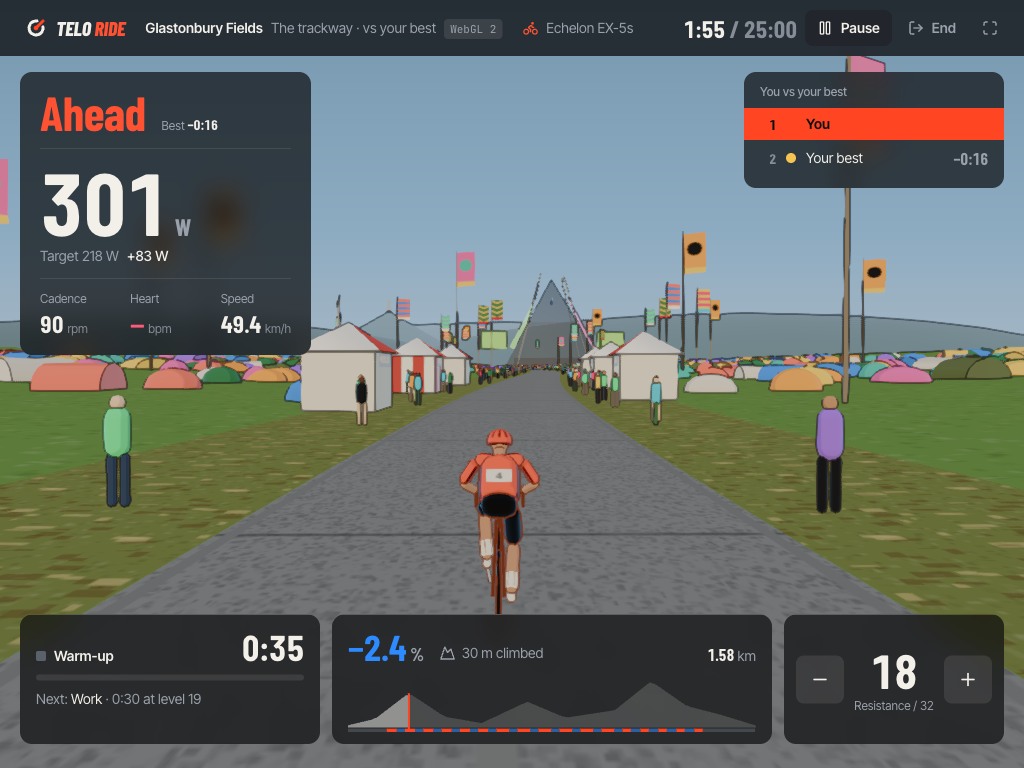 TELO RIDE Glastonbury Fields The trackway · vs your best WebGL 2 Echelon EX-5s 1:55 / 25:00 Pause End
Ahead Best −0:16
301 W
Target 218 W +83 W
Cadence Heart Speed
90 rpm – bpm 49.4 km/h
You vs your best
1 You
2 Your best −0:16
4
Warm-up 0:35
Next: Work · 0:30 at level 19
−2.4 % 30 m climbed 1.58 km
− 18 +
Resistance / 32